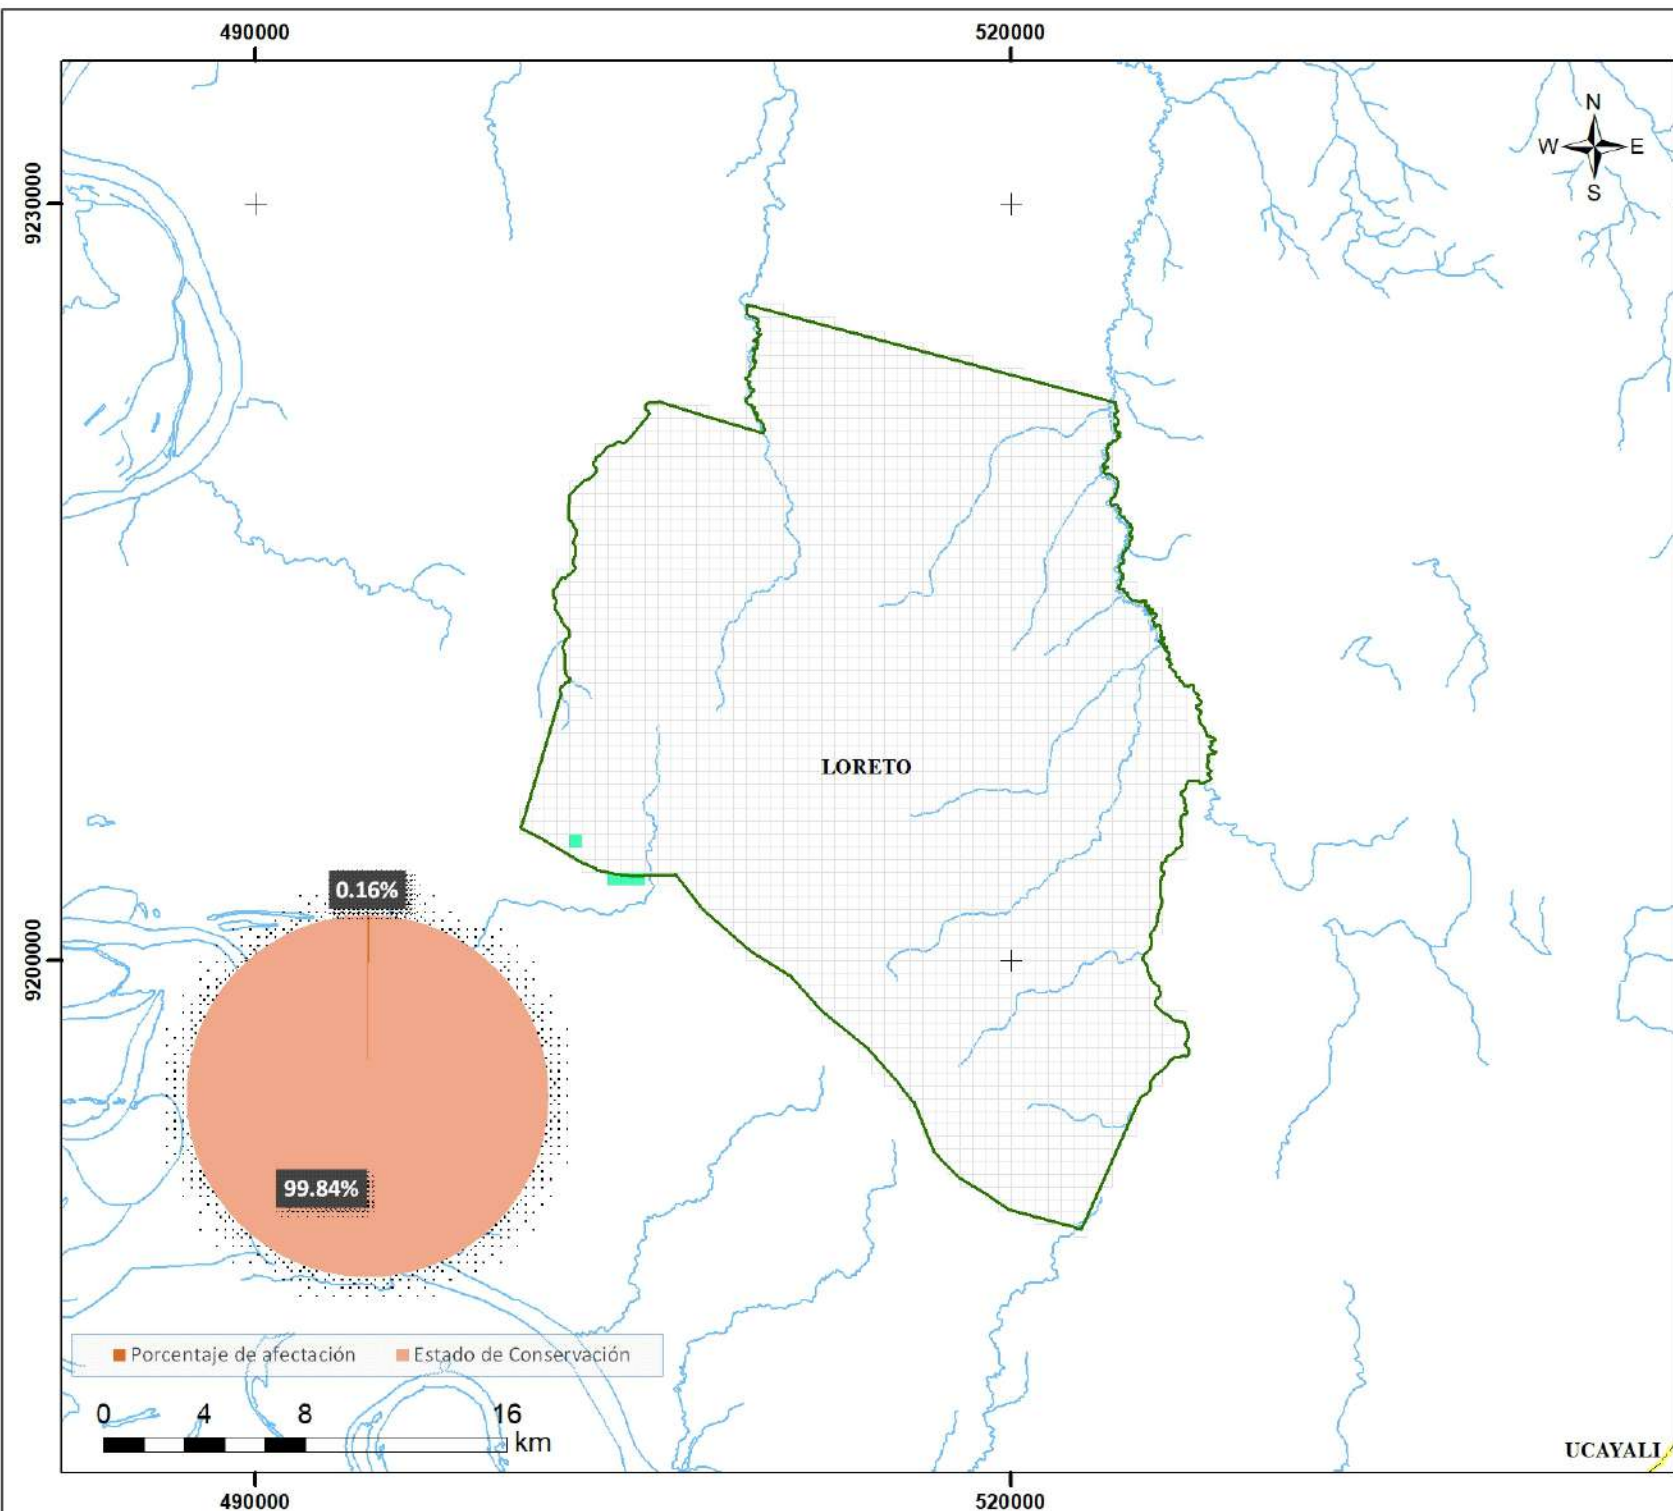 490000 520000
N
W E
S
9230000
LORETO
0.16%
9200000
99.84%
Porcentaje de afectación Estado de Conservación
0 4 8 16
km
UCAYALI
490000 520000